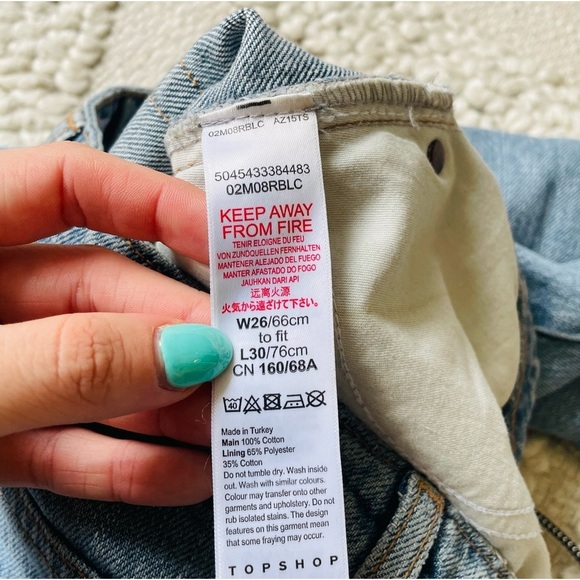 02M08RBLC AZ15TS
5045433384483
02M08RBLC
KEEP AWAY
FROM FIRE
TENIR ELOIGNE DU FEU
VON ZUNDQUELLEN FERNHALTEN
MANTENER ALEJADO DEL FUEGO
MANTER AFASTADO DO FOGO
JAUHKAN DARI API
远离火源
火気から遠ざけて下さい。
W26/66cm
to fit
L30/76cm
CN 160/68A
40
Made in Turkey
Main 100% Cotton
Lining 65% Polyester
35% Cotton
Do not tumble dry. Wash inside
out. Wash with similar colours.
Colour may transfer onto other
garments and upholstery. Do not
rub isolated stains. The design
features on this garment mean
that some fraying may occur.
TOPSHOP